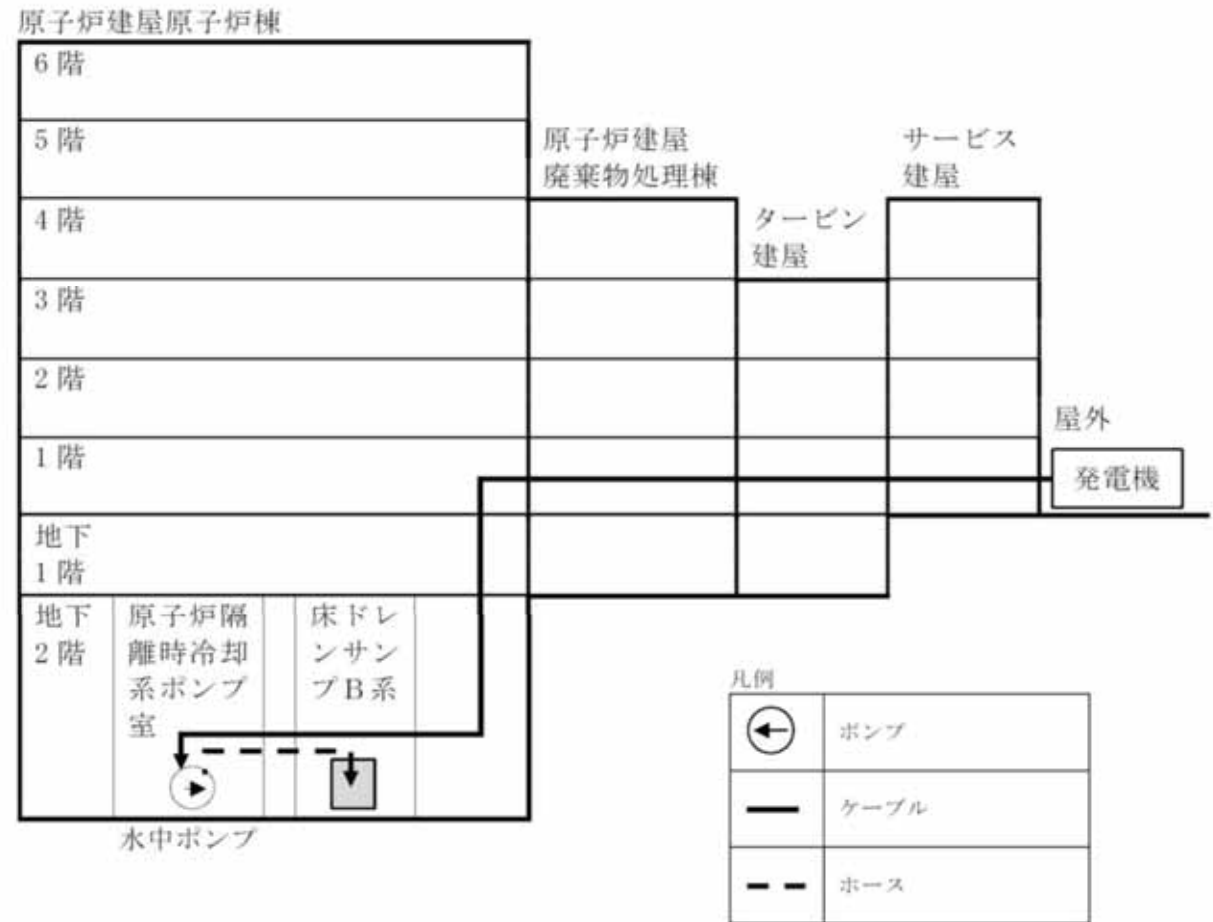 原子炉建屋原子炉棟
6階
5階
4階
3階
2階
1階
地下
1階
地下
2階
原子炉建屋
廃棄物処理棟
タービン
建屋
サービス
建屋
屋外
発電機
原子炉隔
離時冷却
系ポンプ
室
床ドレ
ンサン
プB系
水中ポンプ
凡例
ポンプ
ケーブル
ホース